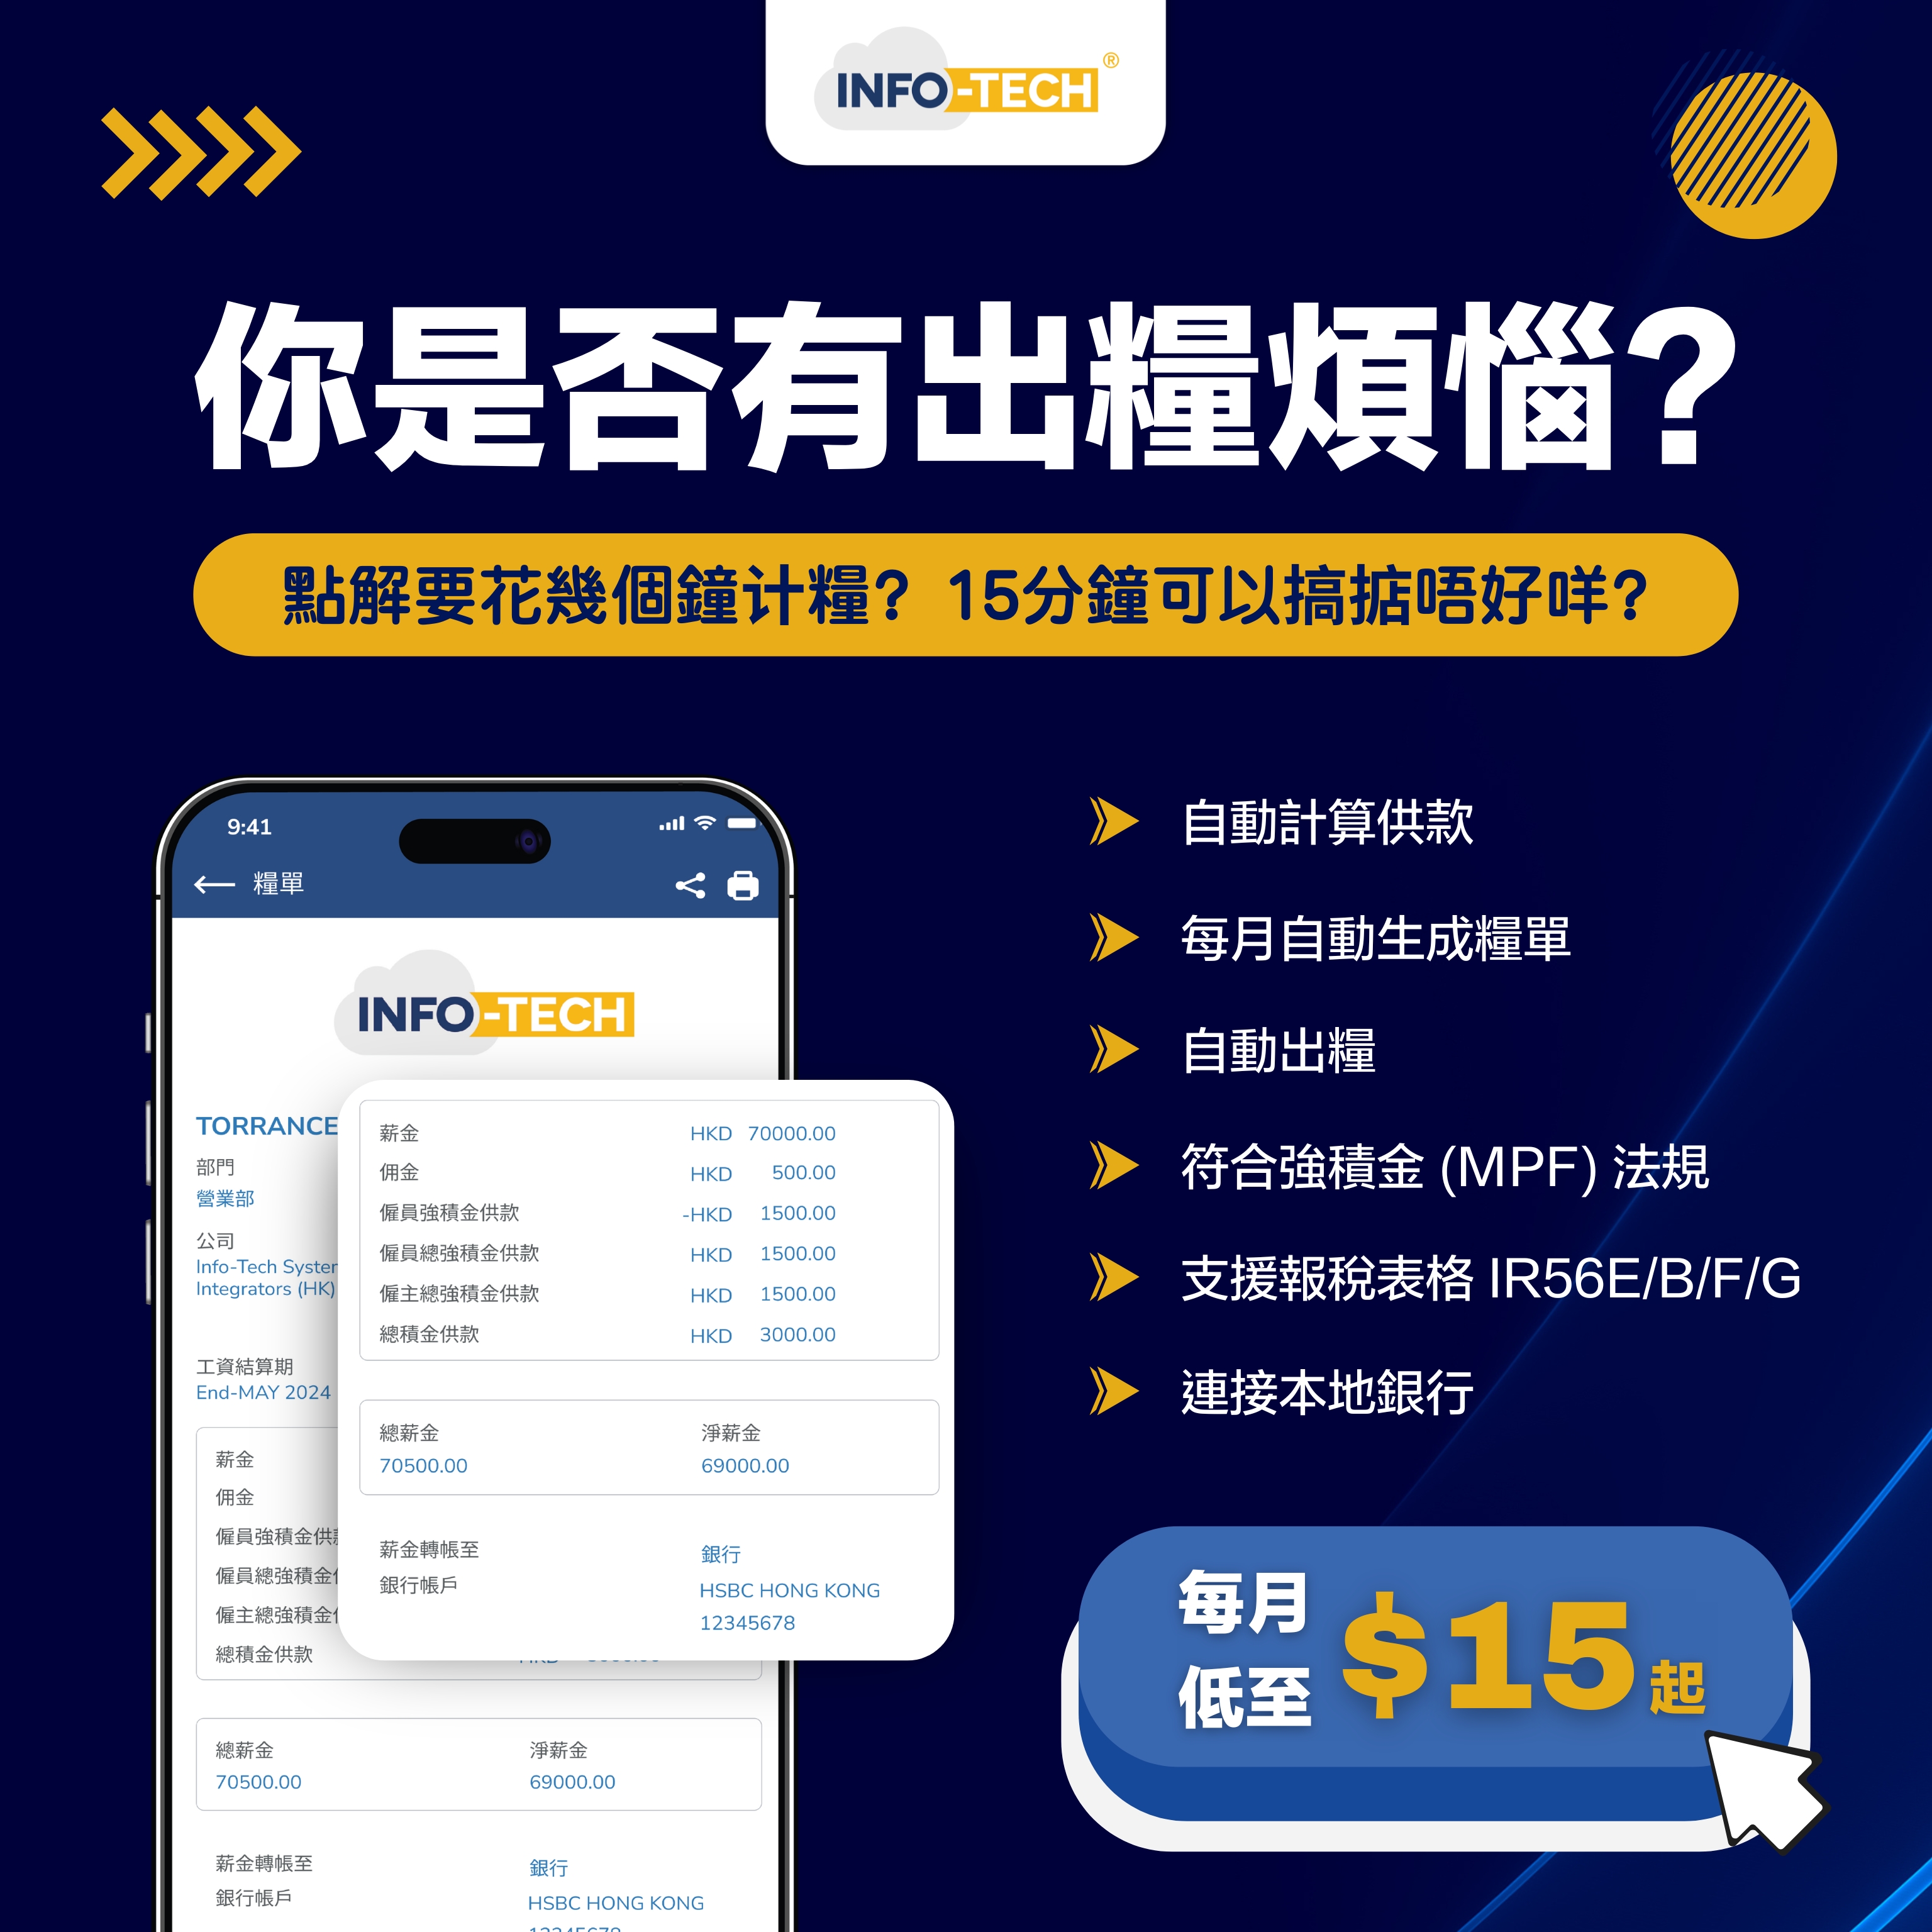 INFO-TECH®
你是否有出糧煩惱?
點解要花幾個鐘计糧? 15分鐘可以搞掂唔好咩?
9:41
糧單
INFO-TECH
TORRANCE
部門
營業部
公司
Info-Tech
Integrators (HK)
工資結算期
End-MAY 2024
薪金
佣金
僱員強積金供款
僱員總強積金
僱主總強積金
總積金供款
總薪金 淨薪金
70500.00 69000.00
薪金轉帳至 銀行
銀行帳戶 HSBC HONG KONG
薪金 HKD 70000.00
佣金 HKD 500.00
僱員強積金供款 -HKD 1500.00
僱員總強積金供款 HKD 1500.00
僱主總強積金供款 HKD 1500.00
總積金供款 HKD 3000.00
總薪金 淨薪金
70500.00 69000.00
薪金轉帳至 銀行
銀行帳戶 HSBC HONG KONG
12345678
自動計算供款
每月自動生成糧單
自動出糧
符合強積金 (MPF) 法規
支援報稅表格 IR56E/B/F/G
連接本地銀行
每月
低至 $15起